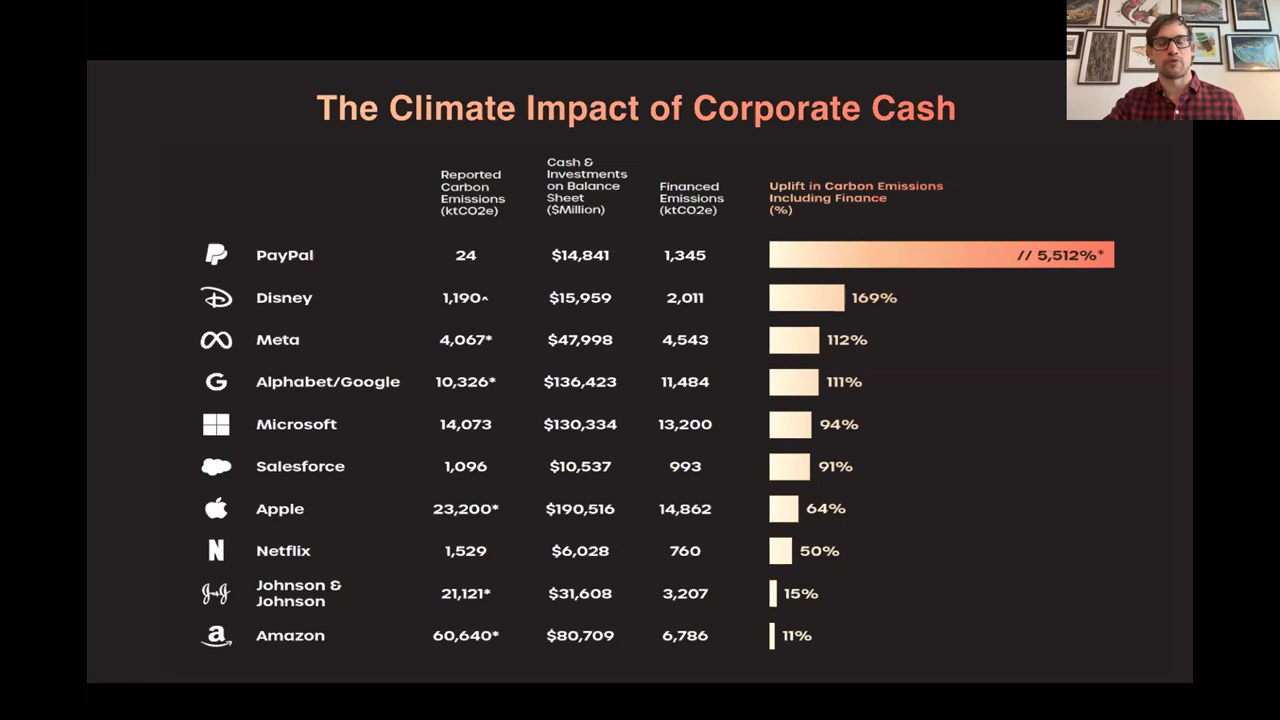 The Climate Impact of Corporate Cash
Reported
Carbon
Emissions
(ktCO2e)
Cash &
Investments
on Balance
Sheet
($Million)
Financed
Emissions
(ktCO2e)
Uplift in Carbon Emissions
Including Finance
(%)
PayPal 24 $14,841 1,345 // 5,512%*
Disney 1,190^ $15,959 2,011 169%
Meta 4,067* $47,998 4,543 112%
Alphabet/Google 10,326* $136,423 11,484 111%
Microsoft 14,073 $130,334 13,200 94%
Salesforce 1,096 $10,537 993 91%
Apple 23,200* $190,516 14,862 64%
Netflix 1,529 $6,028 760 50%
Johnson &
Johnson 21,121* $31,608 3,207 15%
Amazon 60,640* $80,709 6,786 11%